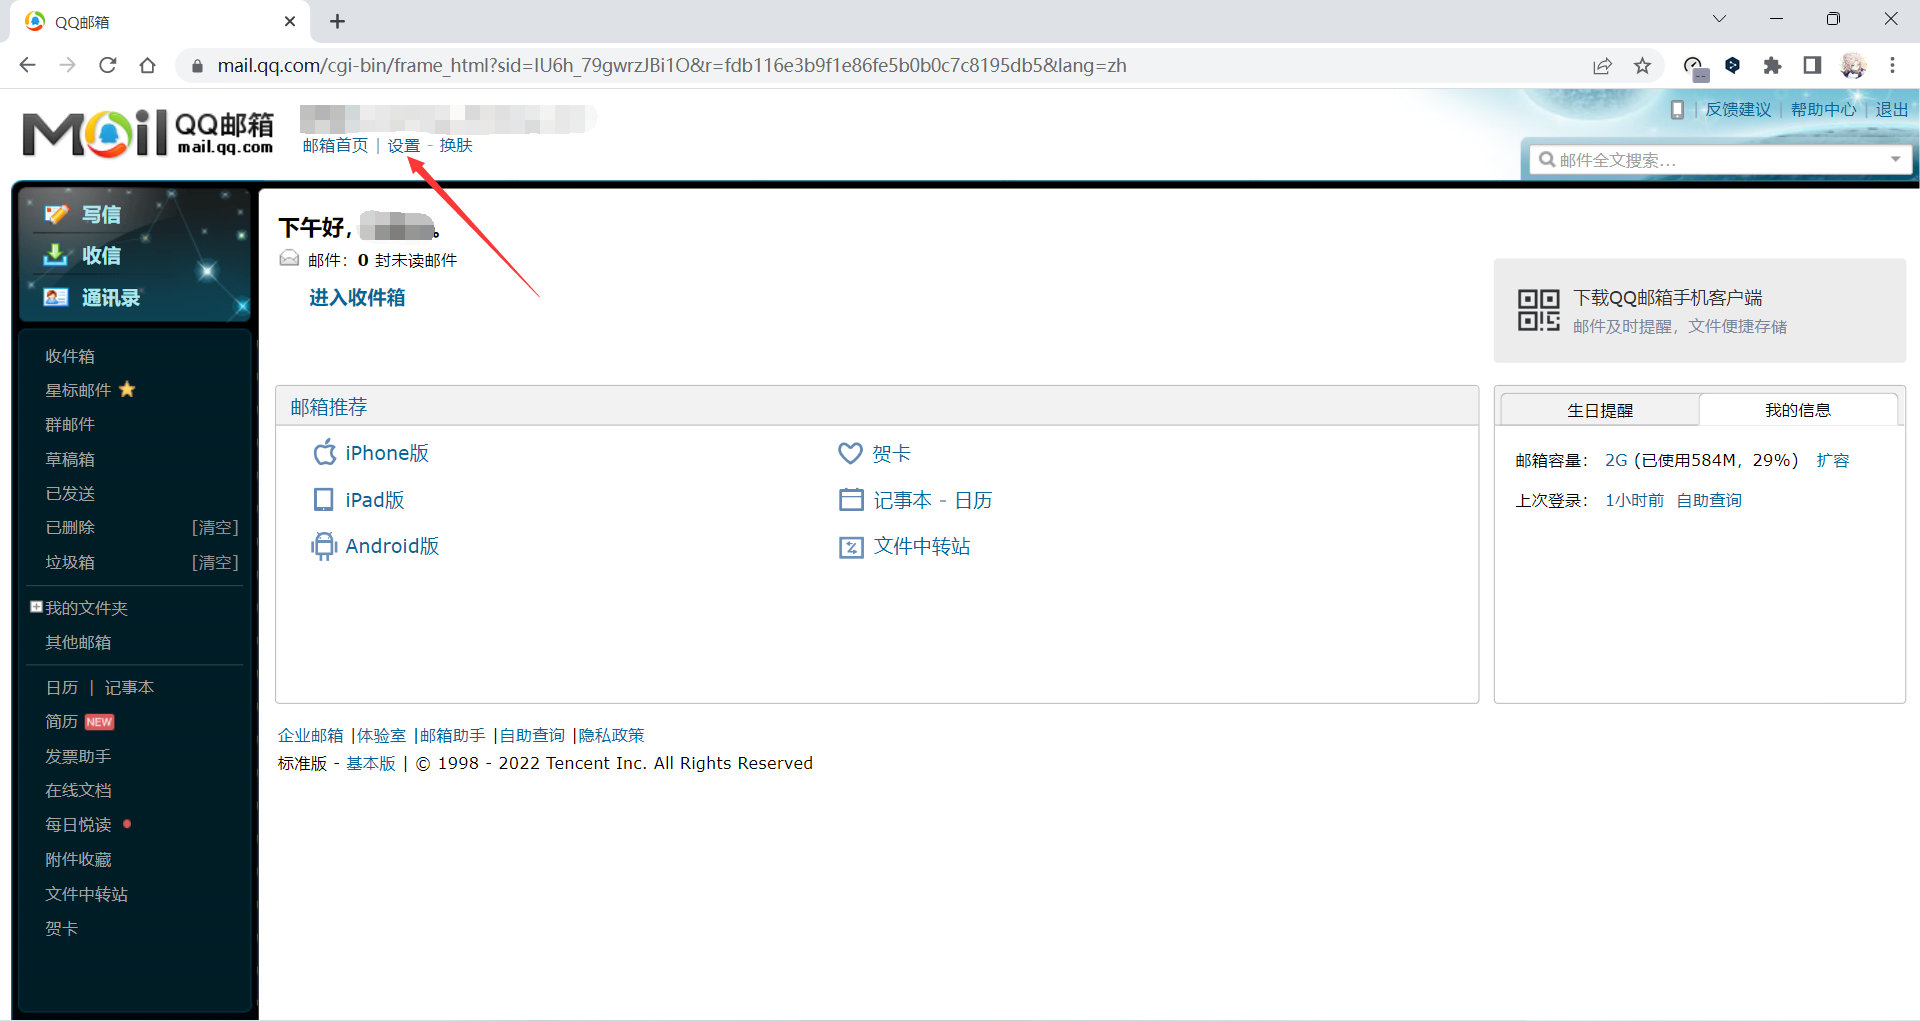 QQ邮箱
mail.qq.com/cgi-bin/frame_html?sid=IU6h_79gwrzJBi1O&r=fdb116e3b9f1e86fe5b0b0c7c8195db5&lang=zh
Mail QQ邮箱
mail.qq.com
邮箱首页 | 设置 - 换肤
反馈建议 | 帮助中心 | 退出
邮件全文搜索...
写信
收信
通讯录
收件箱
星标邮件
群邮件
草稿箱
已发送
已删除 [清空]
垃圾箱 [清空]
我的文件夹
其他邮箱
日历 | 记事本
简历 NEW
发票助手
在线文档
每日悦读
附件收藏
文件中转站
贺卡
下午好，。
邮件：0 封未读邮件
进入收件箱
下载QQ邮箱手机客户端
邮件及时提醒，文件便捷存储
邮箱推荐
iPhone版
贺卡
iPad版
记事本 - 日历
Android版
文件中转站
生日提醒
我的信息
邮箱容量： 2G (已使用584M，29%) 扩容
上次登录： 1小时前 自助查询
企业邮箱 |体验室 |邮箱助手 |自助查询 |隐私政策
标准版 - 基本版 | © 1998 - 2022 Tencent Inc. All Rights Reserved